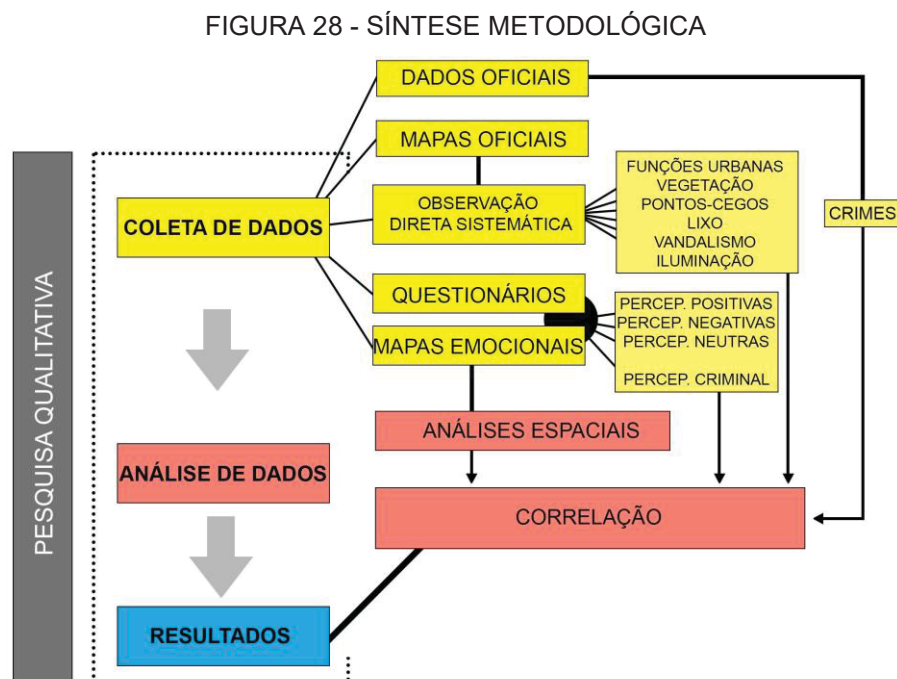 FIGURA 28 - SÍNTESE METODOLÓGICA
PESQUISA QUALITATIVA
COLETA DE DADOS
ANÁLISE DE DADOS
RESULTADOS
DADOS OFICIAIS
MAPAS OFICIAIS
OBSERVAÇÃO
DIRETA SISTEMÁTICA
QUESTIONÁRIOS
MAPAS EMOCIONAIS
FUNÇÕES URBANAS
VEGETAÇÃO
PONTOS-CEGOS
LIXO
VANDALISMO
ILUMINAÇÃO
PERCEP. POSITIVAS
PERCEP. NEGATIVAS
PERCEP. NEUTRAS
PERCEP. CRIMINAL
CRIMES
ANÁLISES ESPACIAIS
CORRELAÇÃO